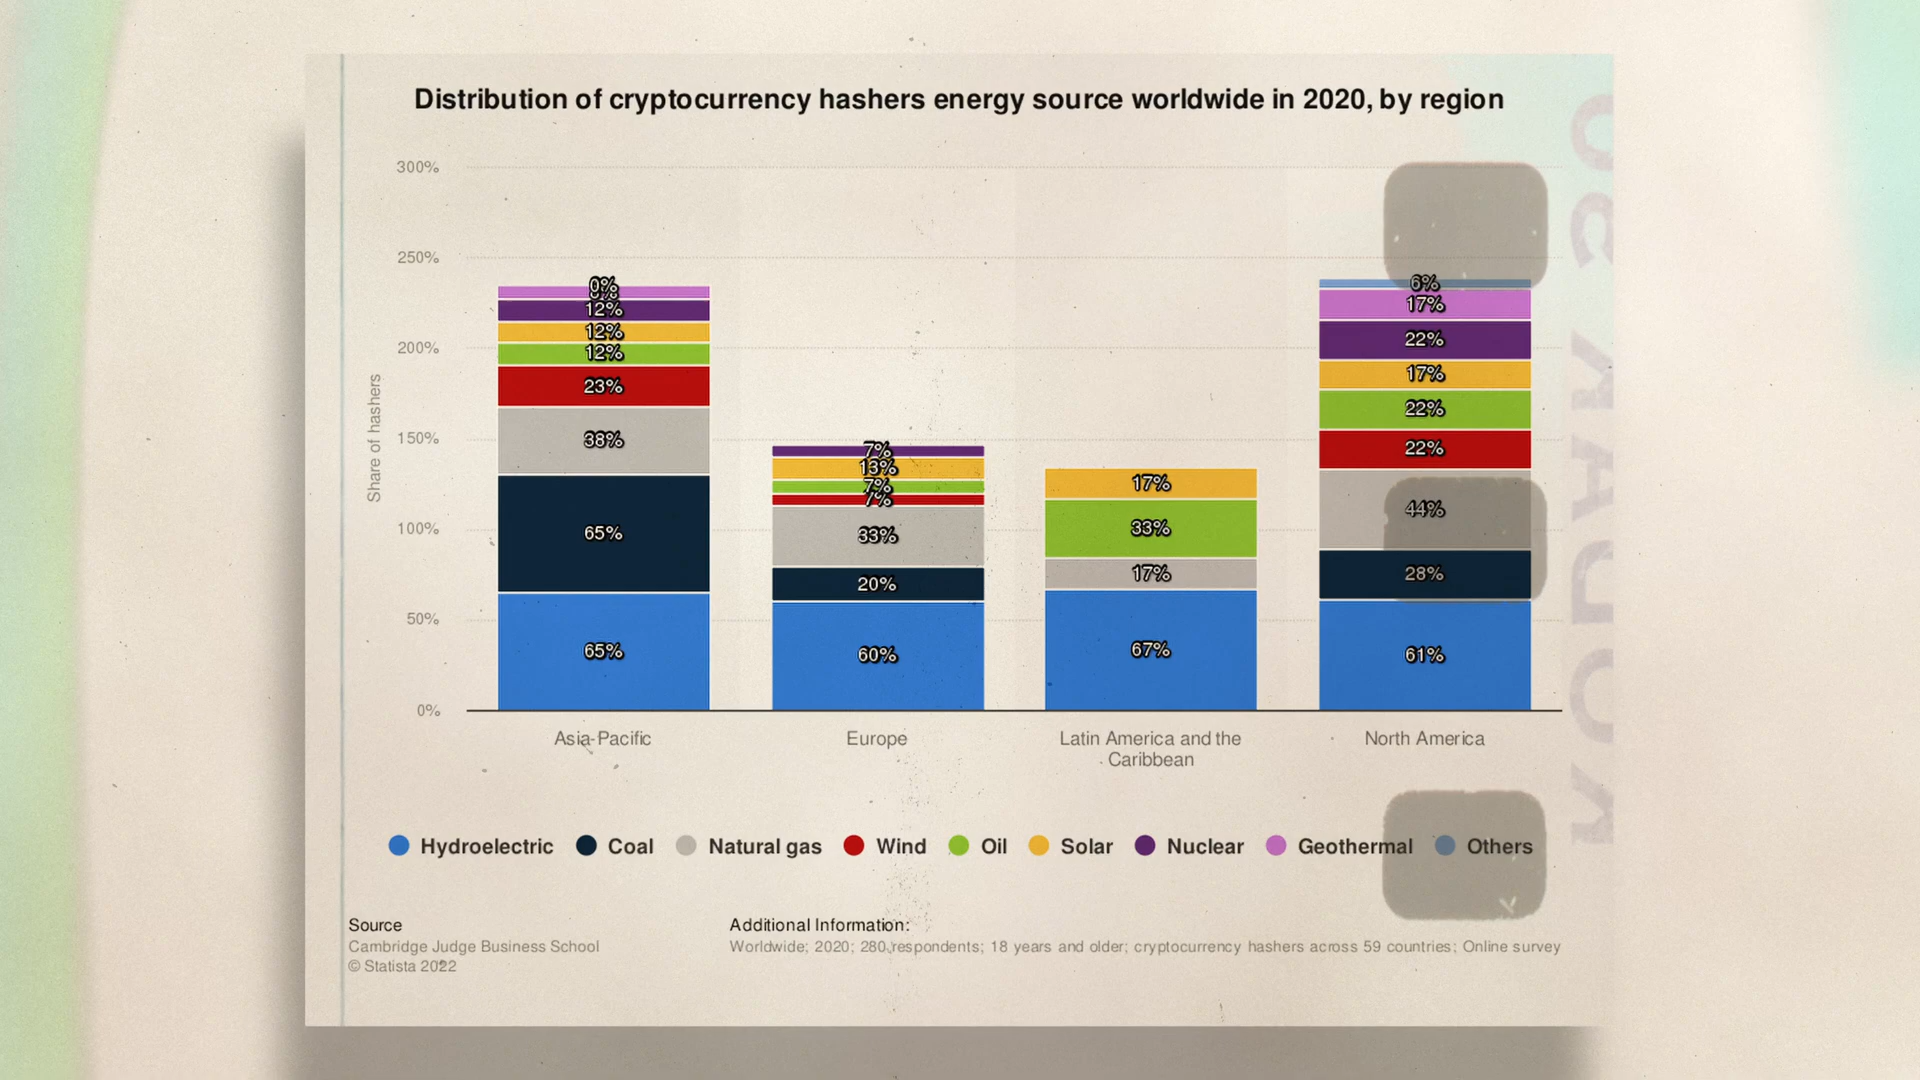 Distribution of cryptocurrency hashers energy source worldwide in 2020, by region
300%
250%
200%
150%
100%
50%
0%
Share of hashers
0%
12%
12%
12%
23%
38%
65%
65%
7%
13%
7%
7%
33%
20%
60%
17%
33%
17%
67%
6%
17%
22%
17%
22%
22%
44%
28%
61%
Asia-Pacific
Europe
Latin America and the
Caribbean
North America
Hydroelectric Coal Natural gas Wind Oil Solar Nuclear Geothermal Others
Source
Cambridge Judge Business School
© Statista 2022
Additional Information:
Worldwide; 2020; 280 respondents; 18 years and older; cryptocurrency hashers across 59 countries; Online survey